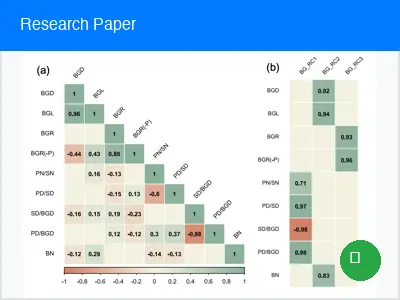 Research Paper
(a)
BGD
1
BGL
BGD
BGL
0.96
1
BGR
BGR
1
BGR(-P)
BGR(-P)
-0.44
0.43
0.88
1
PN/SN
PN/SN
0.16
-0.13
1
PD/SD
PD/SD
-0.15
0.13
-0.6
1
SD/BGD
SD/BGD
-0.16
0.15
0.19
-0.23
1
PD/BGD
PD/BGD
0.12
-0.12
0.3
0.37
-0.88
1
BN
BN
-0.12
0.29
-0.14
-0.13
1
-1
-0.8
-0.6
-0.4
-0.2
0
0.2
0.4
0.6
0.8
1
(b)
BG_RC1
BG_RC2
BG_RC3
BGD
0.92
BGL
0.94
BGR
0.93
BGR(-P)
0.96
PN/SN
0.71
PD/SD
0.97
SD/BGD
-0.98
PD/BGD
0.98
BN
0.83